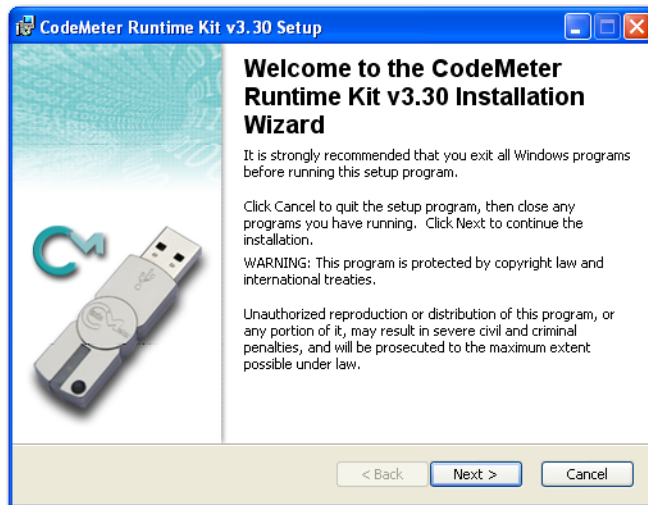 CodeMeter Runtime Kit v3.30 Setup
Welcome to the CodeMeter
Runtime Kit v3.30 Installation
Wizard
It is strongly recommended that you exit all Windows programs
before running this setup program.
Click Cancel to quit the setup program, then close any
programs you have running. Click Next to continue the
installation.
WARNING: This program is protected by copyright law and
international treaties.
Unauthorized reproduction or distribution of this program, or
any portion of it, may result in severe civil and criminal
penalties, and will be prosecuted to the maximum extent
possible under law.
< Back
Next >
Cancel